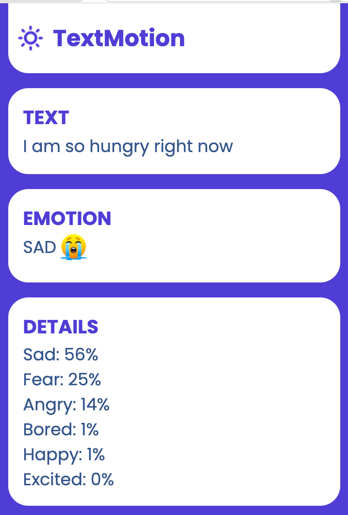 TextMotion
TEXT
I am so hungry right now
EMOTION
SAD 😭
DETAILS
Sad: 56%
Fear: 25%
Angry: 14%
Bored: 1%
Happy: 1%
Excited: 0%